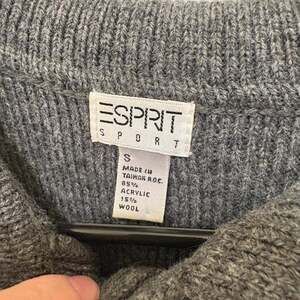 ESPRIT
SPORT
S
MADE IN
TAIWAN R.O.C.
85%
ACRYLIC
15%
WOOL